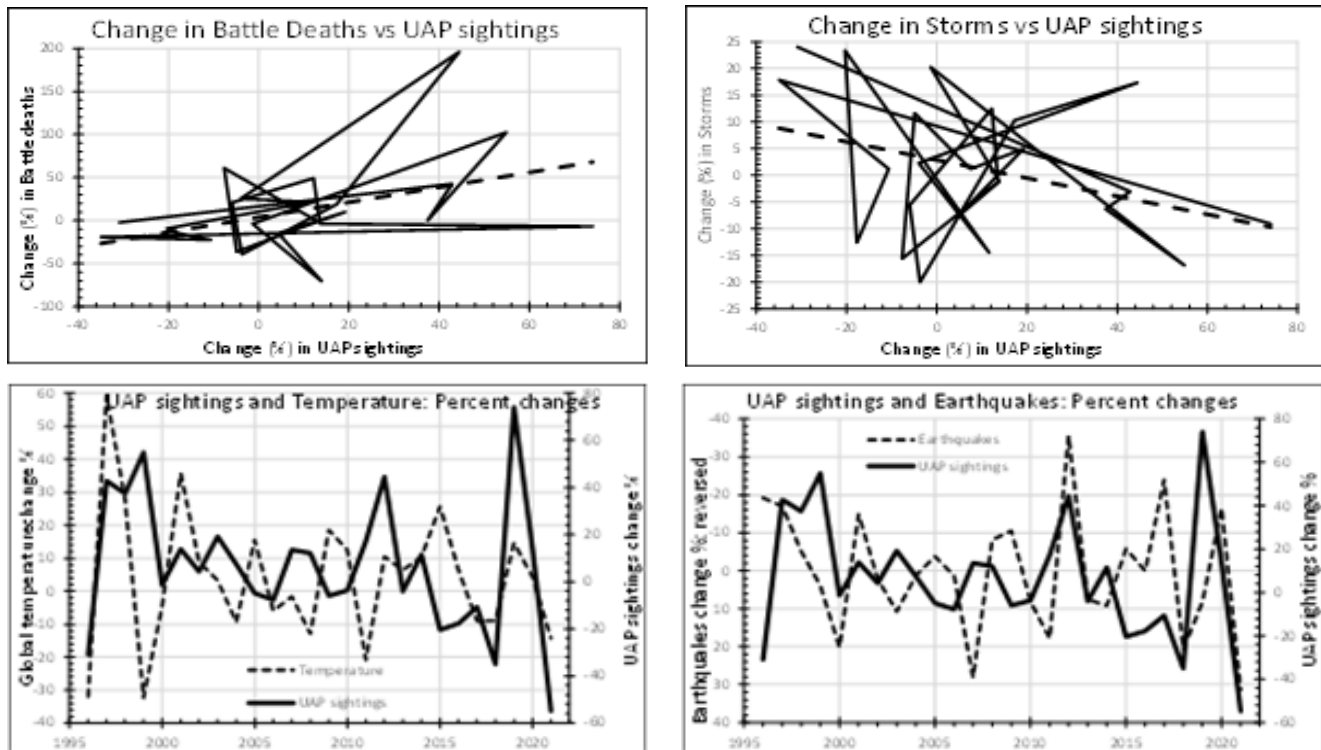 Change in Battle Deaths vs UAP sightings
200
150
100
50
0
-50
-100
Change (%) in Battle deaths
-40 -20 0 20 40 60 80
Change (%) in UAP sightings
Change in Storms vs UAP sightings
25
20
15
10
5
0
-5
-10
-15
-20
-25
Change (%) in Storms
-40 -20 0 20 40 60 80
Change (%) in UAP sightings
UAP sightings and Temperature: Percent changes
60
50
40
30
20
10
0
-10
-20
-30
-40
Global temperature change %
80
60
40
20
0
-20
-40
-60
UAP sightings change %
Temperature
UAP sightings
1995 2000 2005 2010 2015 2020
UAP sightings and Earthquakes: Percent changes
-40
-30
-20
-10
0
10
20
30
40
Earthquakes change %: reversed
80
60
40
20
0
-20
-40
-60
UAP sightings change %
Earthquakes
UAP sightings
1995 2000 2005 2010 2015 2020